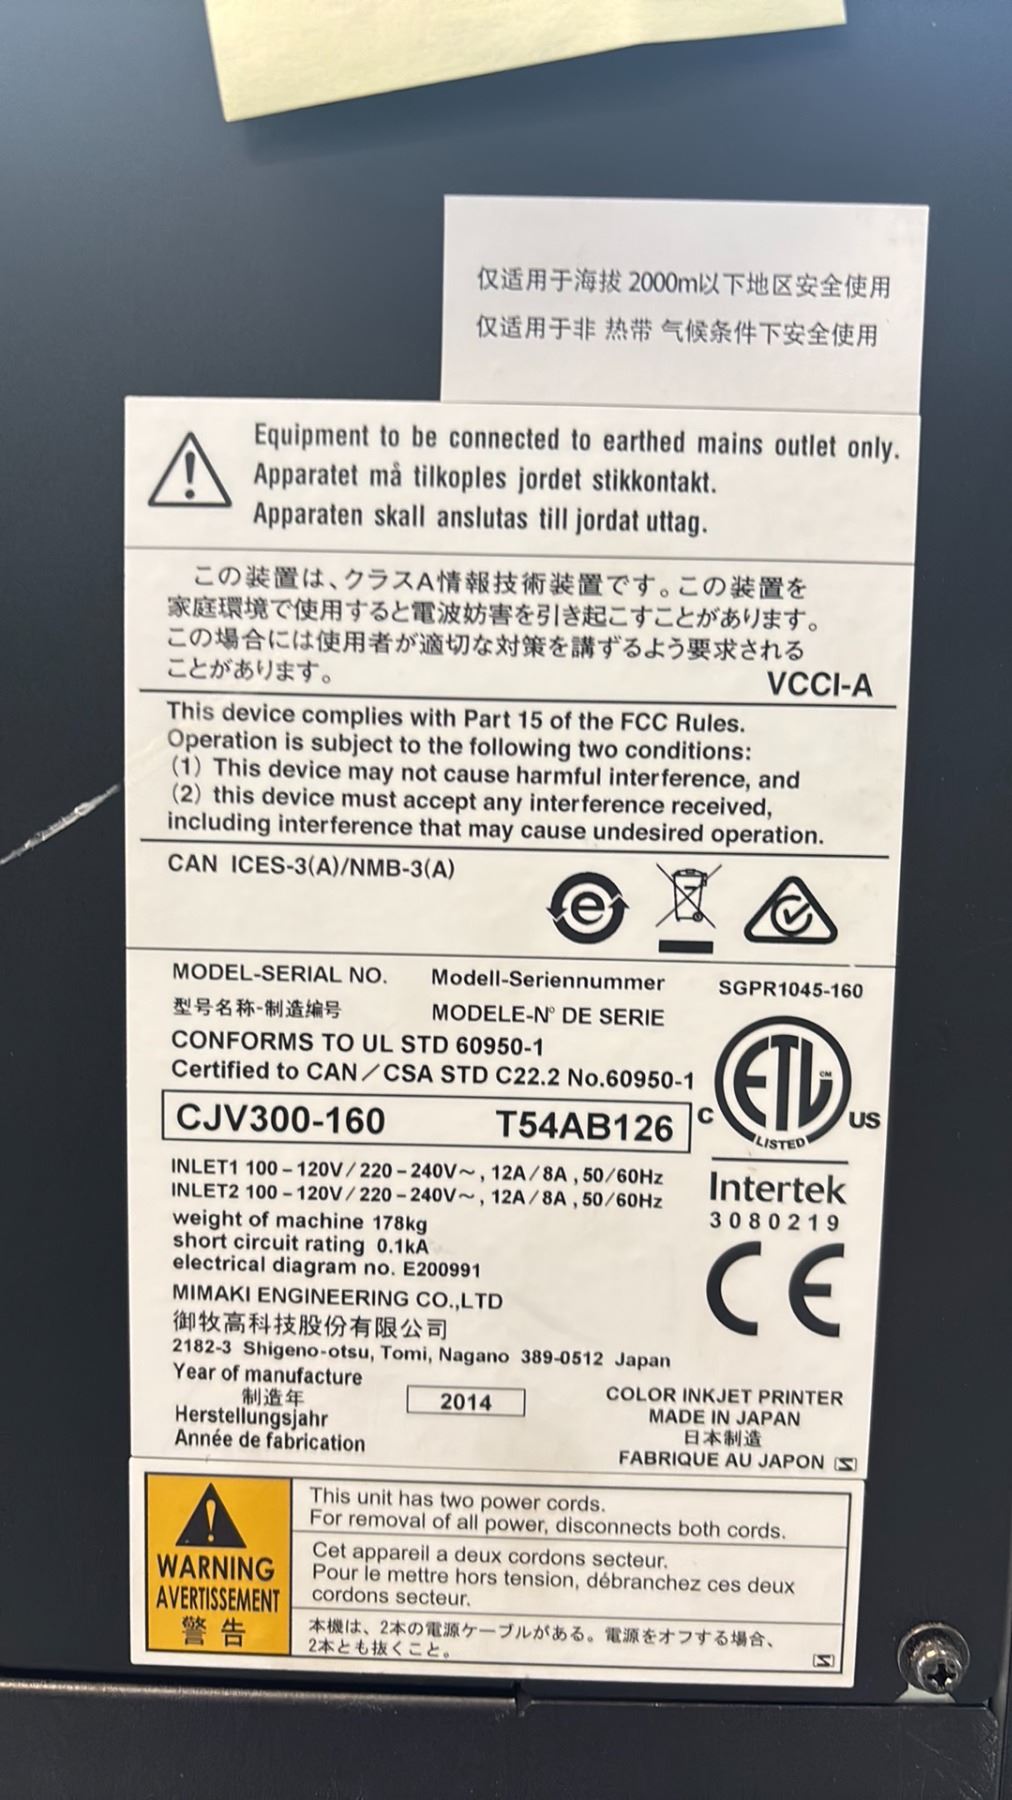 仅适用于海拔 2000m以下地区安全使用
仅适用于非 热带 气候条件下安全使用
Equipment to be connected to earthed mains outlet only.
Apparatet må tilkoples jordet stikkontakt.
Apparaten skall anslutas till jordat uttag.
この装置は、クラスA情報技術装置です。この装置を
家庭環境で使用すると電波妨害を引き起こすことがあります。
この場合には使用者が適切な対策を講ずるよう要求される
ことがあります。
VCCI-A
This device complies with Part 15 of the FCC Rules.
Operation is subject to the following two conditions:
(1) This device may not cause harmful interference, and
(2) this device must accept any interference received,
including interference that may cause undesired operation.
CAN ICES-3(A)/NMB-3(A)
e
MODEL-SERIAL NO. Modell-Seriennummer SGPR1045-160
型号名称-制造编号 MODELE-N° DE SERIE
CONFORMS TO UL STD 60950-1
Certified to CAN/CSA STD C22.2 No.60950-1
CJV300-160 T54AB126
C ETL CM US
LISTED
INLET1 100-120V/220-240V~, 12A/8A, 50/60Hz
INLET2 100-120V/220-240V~, 12A/8A, 50/60Hz
Intertek
3080219
weight of machine 178kg
short circuit rating 0.1kA
electrical diagram no. E200991
CE
MIMAKI ENGINEERING CO.,LTD
御牧高科技股份有限公司
2182-3 Shigeno-otsu, Tomi, Nagano 389-0512 Japan
Year of manufacture
制造年
Herstellungsjahr
Année de fabrication
2014
COLOR INKJET PRINTER
MADE IN JAPAN
日本制造
FABRIQUE AU JAPON S
WARNING
AVERTISSEMENT
警告
This unit has two power cords.
For removal of all power, disconnects both cords.
Cet appareil a deux cordons secteur.
Pour le mettre hors tension, débranchez ces deux
cordons secteur.
本機は、2本の電源ケーブルがある。電源をオフする場合、
2本とも抜くこと。
S